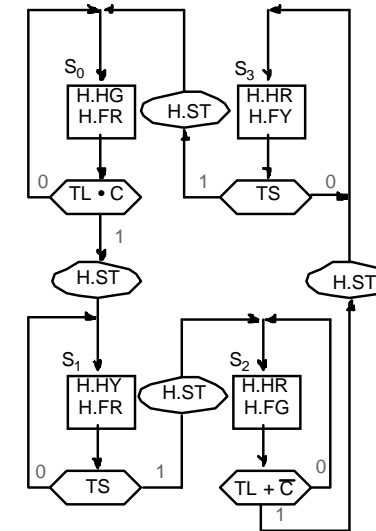 S0
H.HG
H.FR
H.ST
S3
H.HR
H.FY
0
TL • C
1
1
TS
0
H.ST
H.ST
S1
H.HY
H.FR
H.ST
S2
H.HR
H.FG
0
TS
1
TL + C̅
0
1